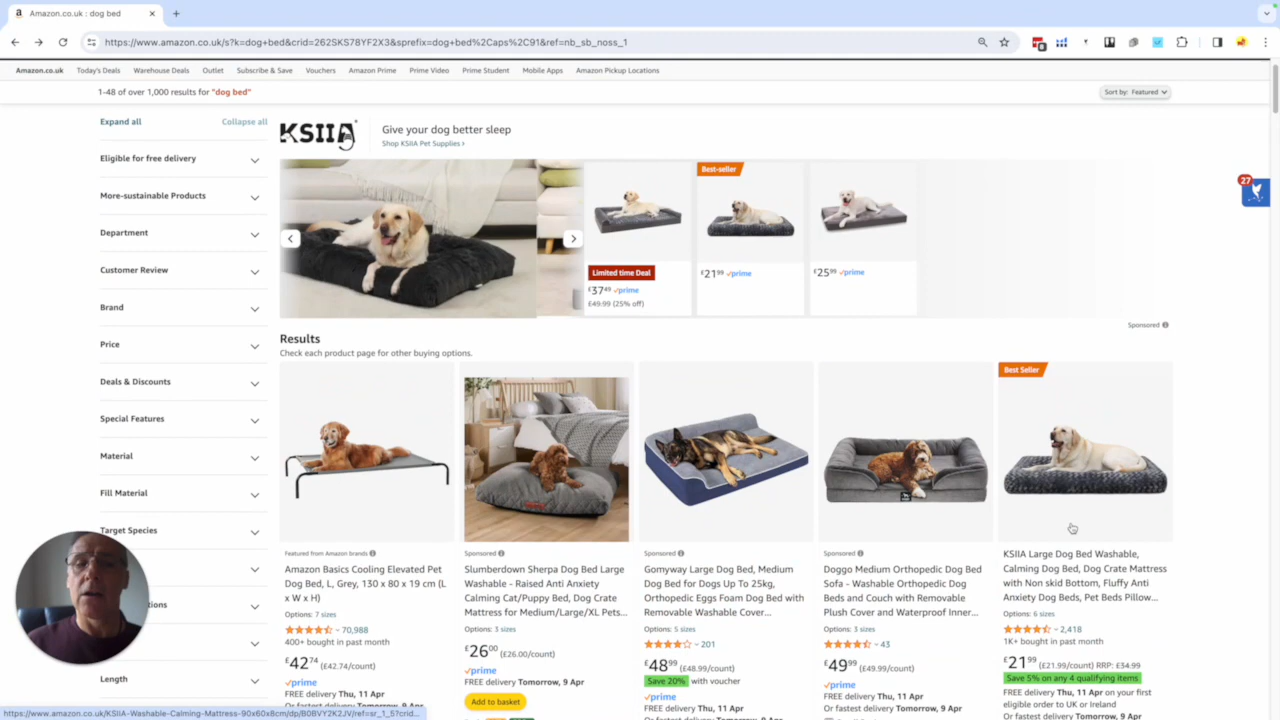 Amazon.co.uk : dog bed
https://www.amazon.co.uk/s?k=dog+bed&crid=262SKS78YF2X3&sprefix=dog+bed%2Caps%2C91&ref=nb_sb_noss_1
Amazon.co.uk Today's Deals Warehouse Deals Outlet Subscribe & Save Vouchers Amazon Prime Prime Video Prime Student Mobile Apps Amazon Pickup Locations
1-48 of over 1,000 results for "dog bed"
Sort by: Featured
Expand all Collapse all
Eligible for free delivery
More-sustainable Products
Department
Customer Review
Brand
Price
Deals & Discounts
Special Features
Material
Fill Material
Target Species
Length
KSIIA
Give your dog better sleep
Shop KSIIA Pet Supplies ›
Limited time Deal
£37.49 prime
£49.99 (25% off)
Best-seller
£21.99 prime
£25.99 prime
27
Sponsored
Results
Check each product page for other buying options.
Featured from Amazon brands
Amazon Basics Cooling Elevated Pet
Dog Bed, L, Grey, 130 x 80 x 19 cm (L
x W x H)
Options: 7 sizes
70,988
400+ bought in past month
£42.74 (£42.74/count)
prime
FREE delivery Thu, 11 Apr
Or fastest delivery Tomorrow, 9 Apr
Sponsored
Slumberdown Sherpa Dog Bed Large
Washable - Raised Anti Anxiety
Calming Cat/Puppy Bed, Dog Crate
Mattress for Medium/Large/XL Pets...
Options: 3 sizes
£26.00 (£26.00/count)
prime
FREE delivery Tomorrow, 9 Apr
Add to basket
Sponsored
Gomyway Large Dog Bed, Medium
Dog Bed for Dogs Up To 25kg,
Orthopedic Eggs Foam Dog Bed with
Removable Washable Cover...
Options: 5 sizes
201
£48.99 (£48.99/count)
Save 20% with voucher
prime
FREE delivery Thu, 11 Apr
Or fastest delivery Tomorrow, 9 Apr
Sponsored
Doggo Medium Orthopedic Dog Bed
Sofa - Washable Orthopedic Dog
Beds and Couch with Removable
Plush Cover and Waterproof Inner...
Options: 3 sizes
43
£49.99 (£49.99/count)
prime
FREE delivery Thu, 11 Apr
Or fastest delivery Tomorrow, 9 Apr
Best Seller
KSIIA Large Dog Bed Washable,
Calming Dog Bed, Dog Crate Mattress
with Non skid Bottom, Fluffy Anti
Anxiety Dog Beds, Pet Beds Pillow...
Options: 6 sizes
2,418
1K+ bought in past month
£21.99 (£21.99/count) RRP: £34.99
Save 5% on any 4 qualifying items
FREE delivery Thu, 11 Apr on your first
eligible order to UK or Ireland
Or fastest delivery Tomorrow, 9 Apr
https://www.amazon.co.uk/KSIIA-Washable-Calming-Mattress-90x60x8cm/dp/B0BVY2K2JV/ref=sr_1_5?crid...